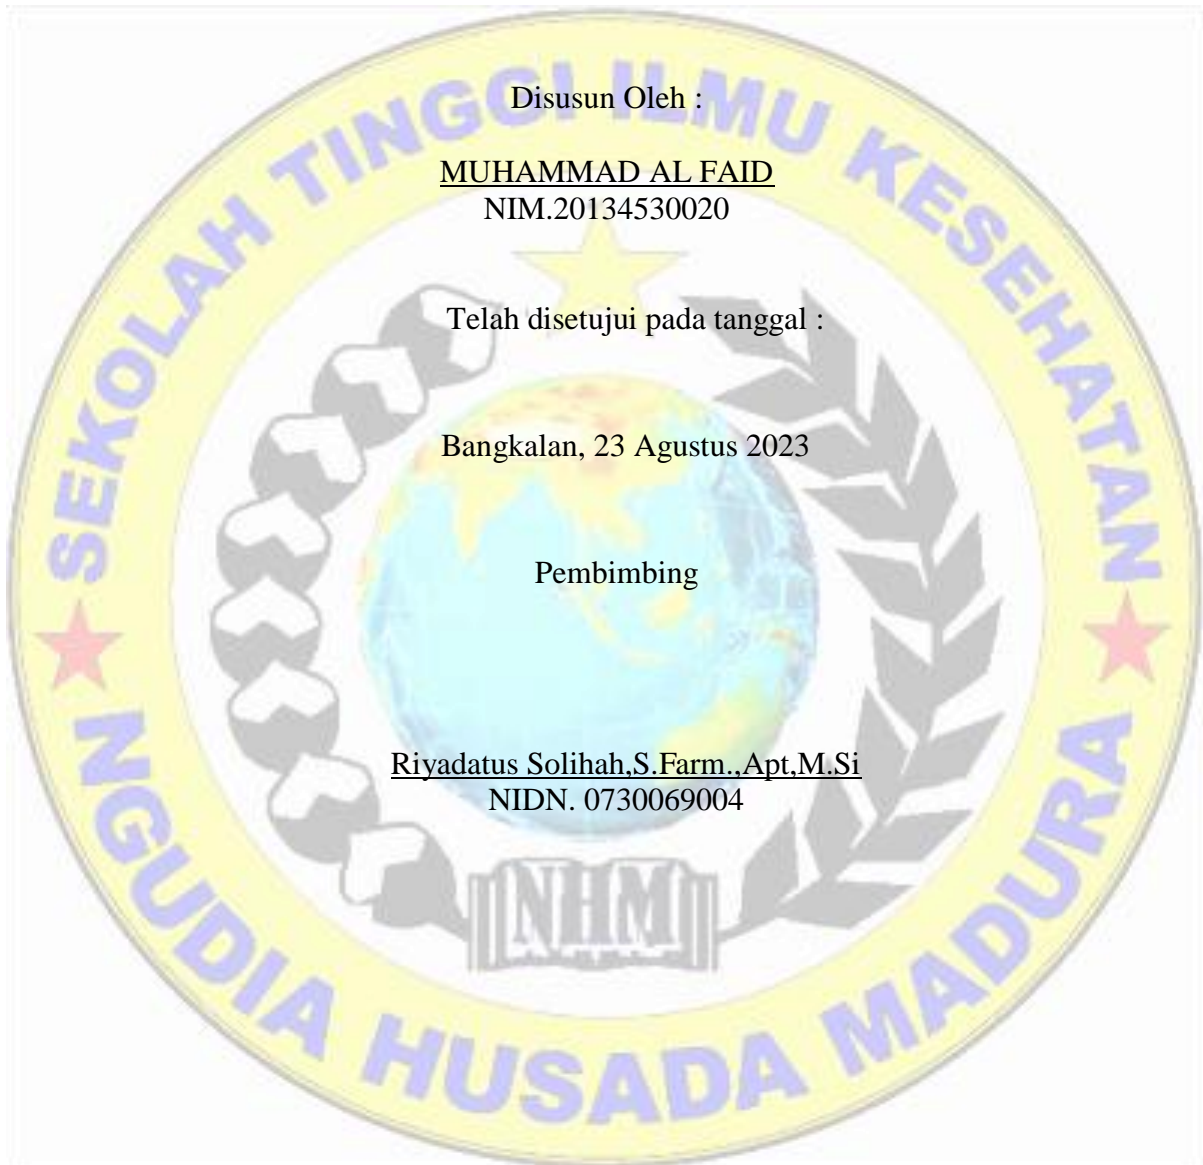 Disusun Oleh :
MUHAMMAD AL FAID
NIM.20134530020
Telah disetujui pada tanggal :
Bangkalan, 23 Agustus 2023
Pembimbing
Riyadatus Solihah,S.Farm.,Apt,M.Si
NIDN. 0730069004
SEKOLAH TINGGI ILMU KESEHATAN
NHM
NGUDIA HUSADA MADURA